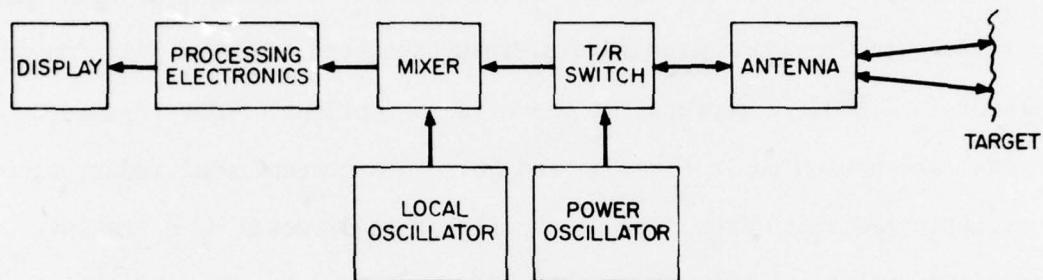 DISPLAY
PROCESSING
ELECTRONICS
MIXER
T/R
SWITCH
ANTENNA
TARGET
LOCAL
OSCILLATOR
POWER
OSCILLATOR